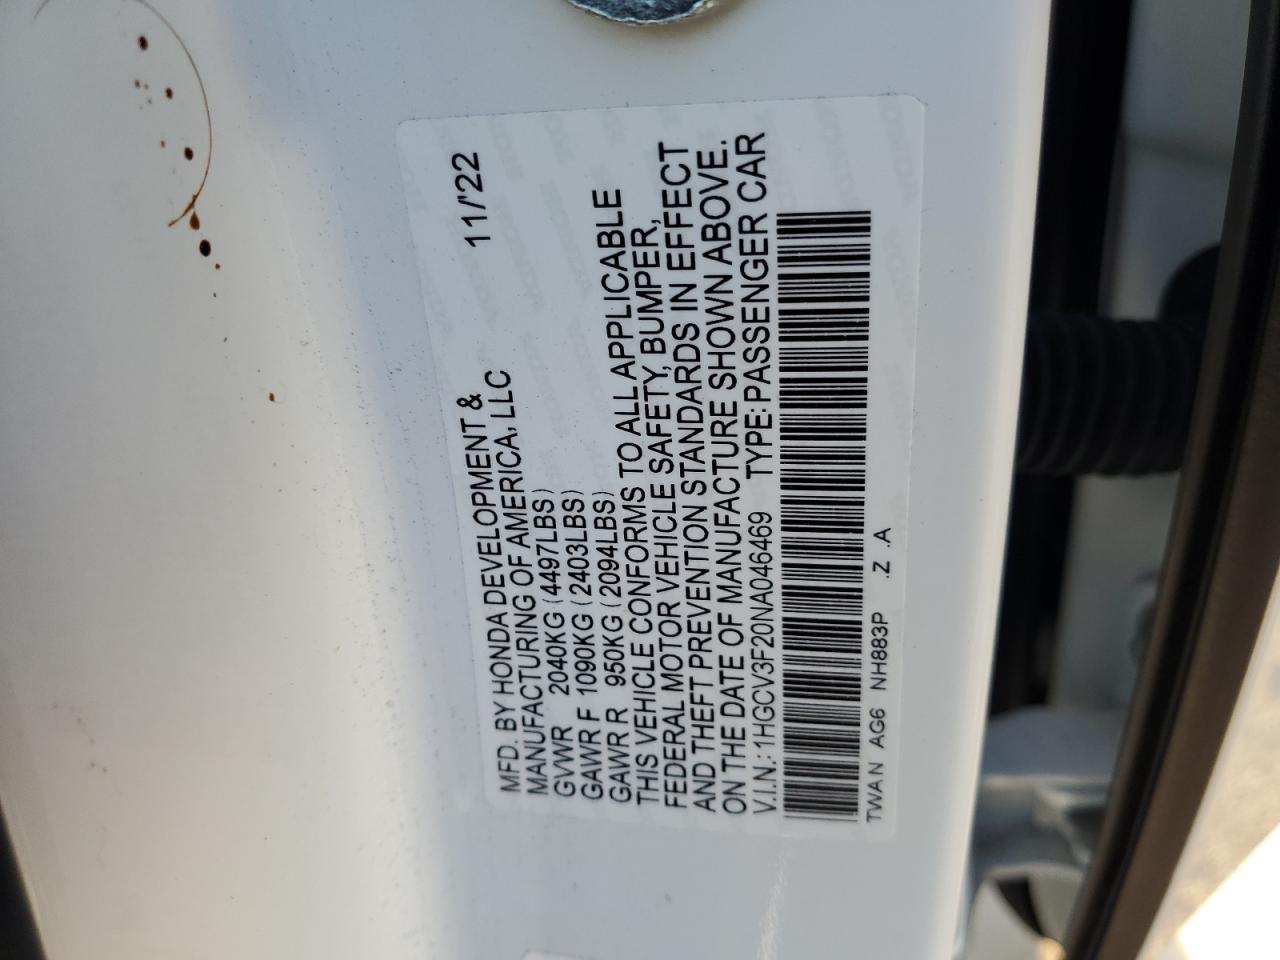 MFD. BY HONDA DEVELOPMENT & 11/'22
MANUFACTURING OF AMERICA, LLC
GVWR 2040KG (4497LBS)
GAWR F 1090KG (2403LBS)
GAWR R 950KG (2094LBS)
THIS VEHICLE CONFORMS TO ALL APPLICABLE
FEDERAL MOTOR VEHICLE SAFETY, BUMPER,
AND THEFT PREVENTION STANDARDS IN EFFECT
ON THE DATE OF MANUFACTURE SHOWN ABOVE.
V.I.N.: 1HGCV3F20NA046469 TYPE: PASSENGER CAR
TWAN AG6 NH883P .Z .A